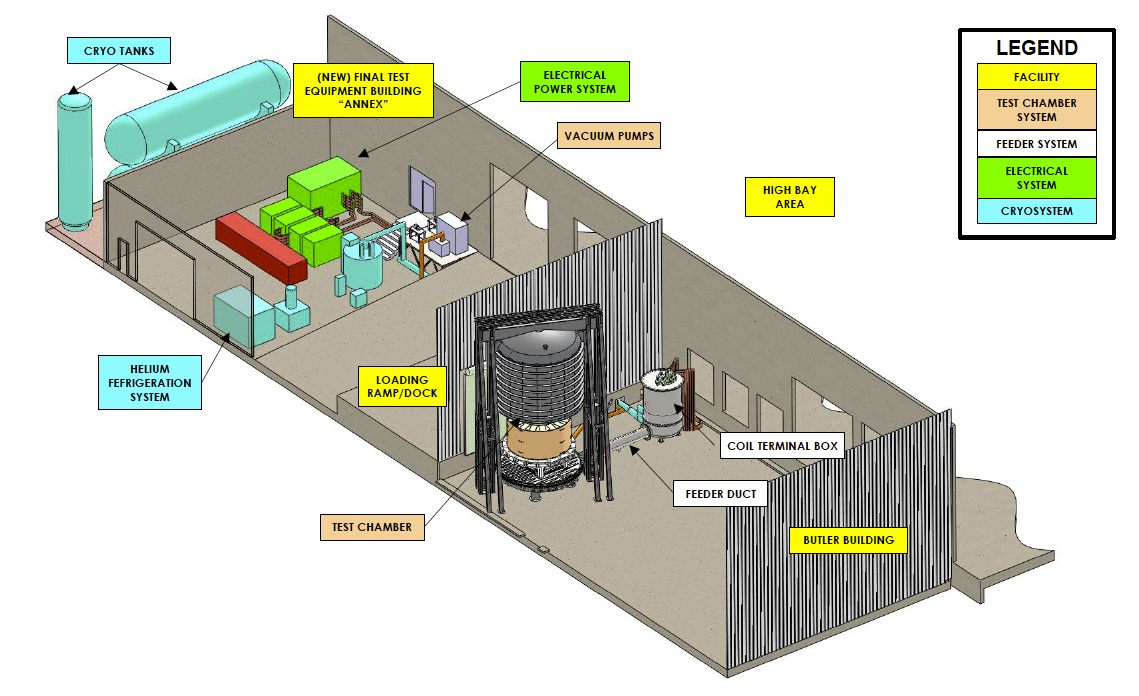 CRYO TANKS
(NEW) FINAL TEST
EQUIPMENT BUILDING
“ANNEX”
ELECTRICAL
POWER SYSTEM
VACUUM PUMPS
HIGH BAY
AREA
LEGEND
FACILITY
TEST CHAMBER
SYSTEM
FEEDER SYSTEM
ELECTRICAL
SYSTEM
CRYOSYSTEM
HELIUM
FEFRIGERATION
SYSTEM
LOADING
RAMP/DOCK
COIL TERMINAL BOX
FEEDER DUCT
TEST CHAMBER
BUTLER BUILDING